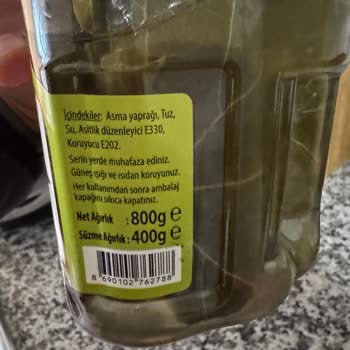 İçindekiler: Asma yaprağı, Tuz,
Su, Asitlik düzenleyici E330,
Koruyucu E202.
Serin yerde muhafaza ediniz.
Güneş ışığı ve ısıdan koruyunuz.
Her kullanımdan sonra ambalaj
kapağını sıkıca kapatınız.
Net Ağırlık : 800g e
Süzme Ağırlık : 400g e
8 690102 762788